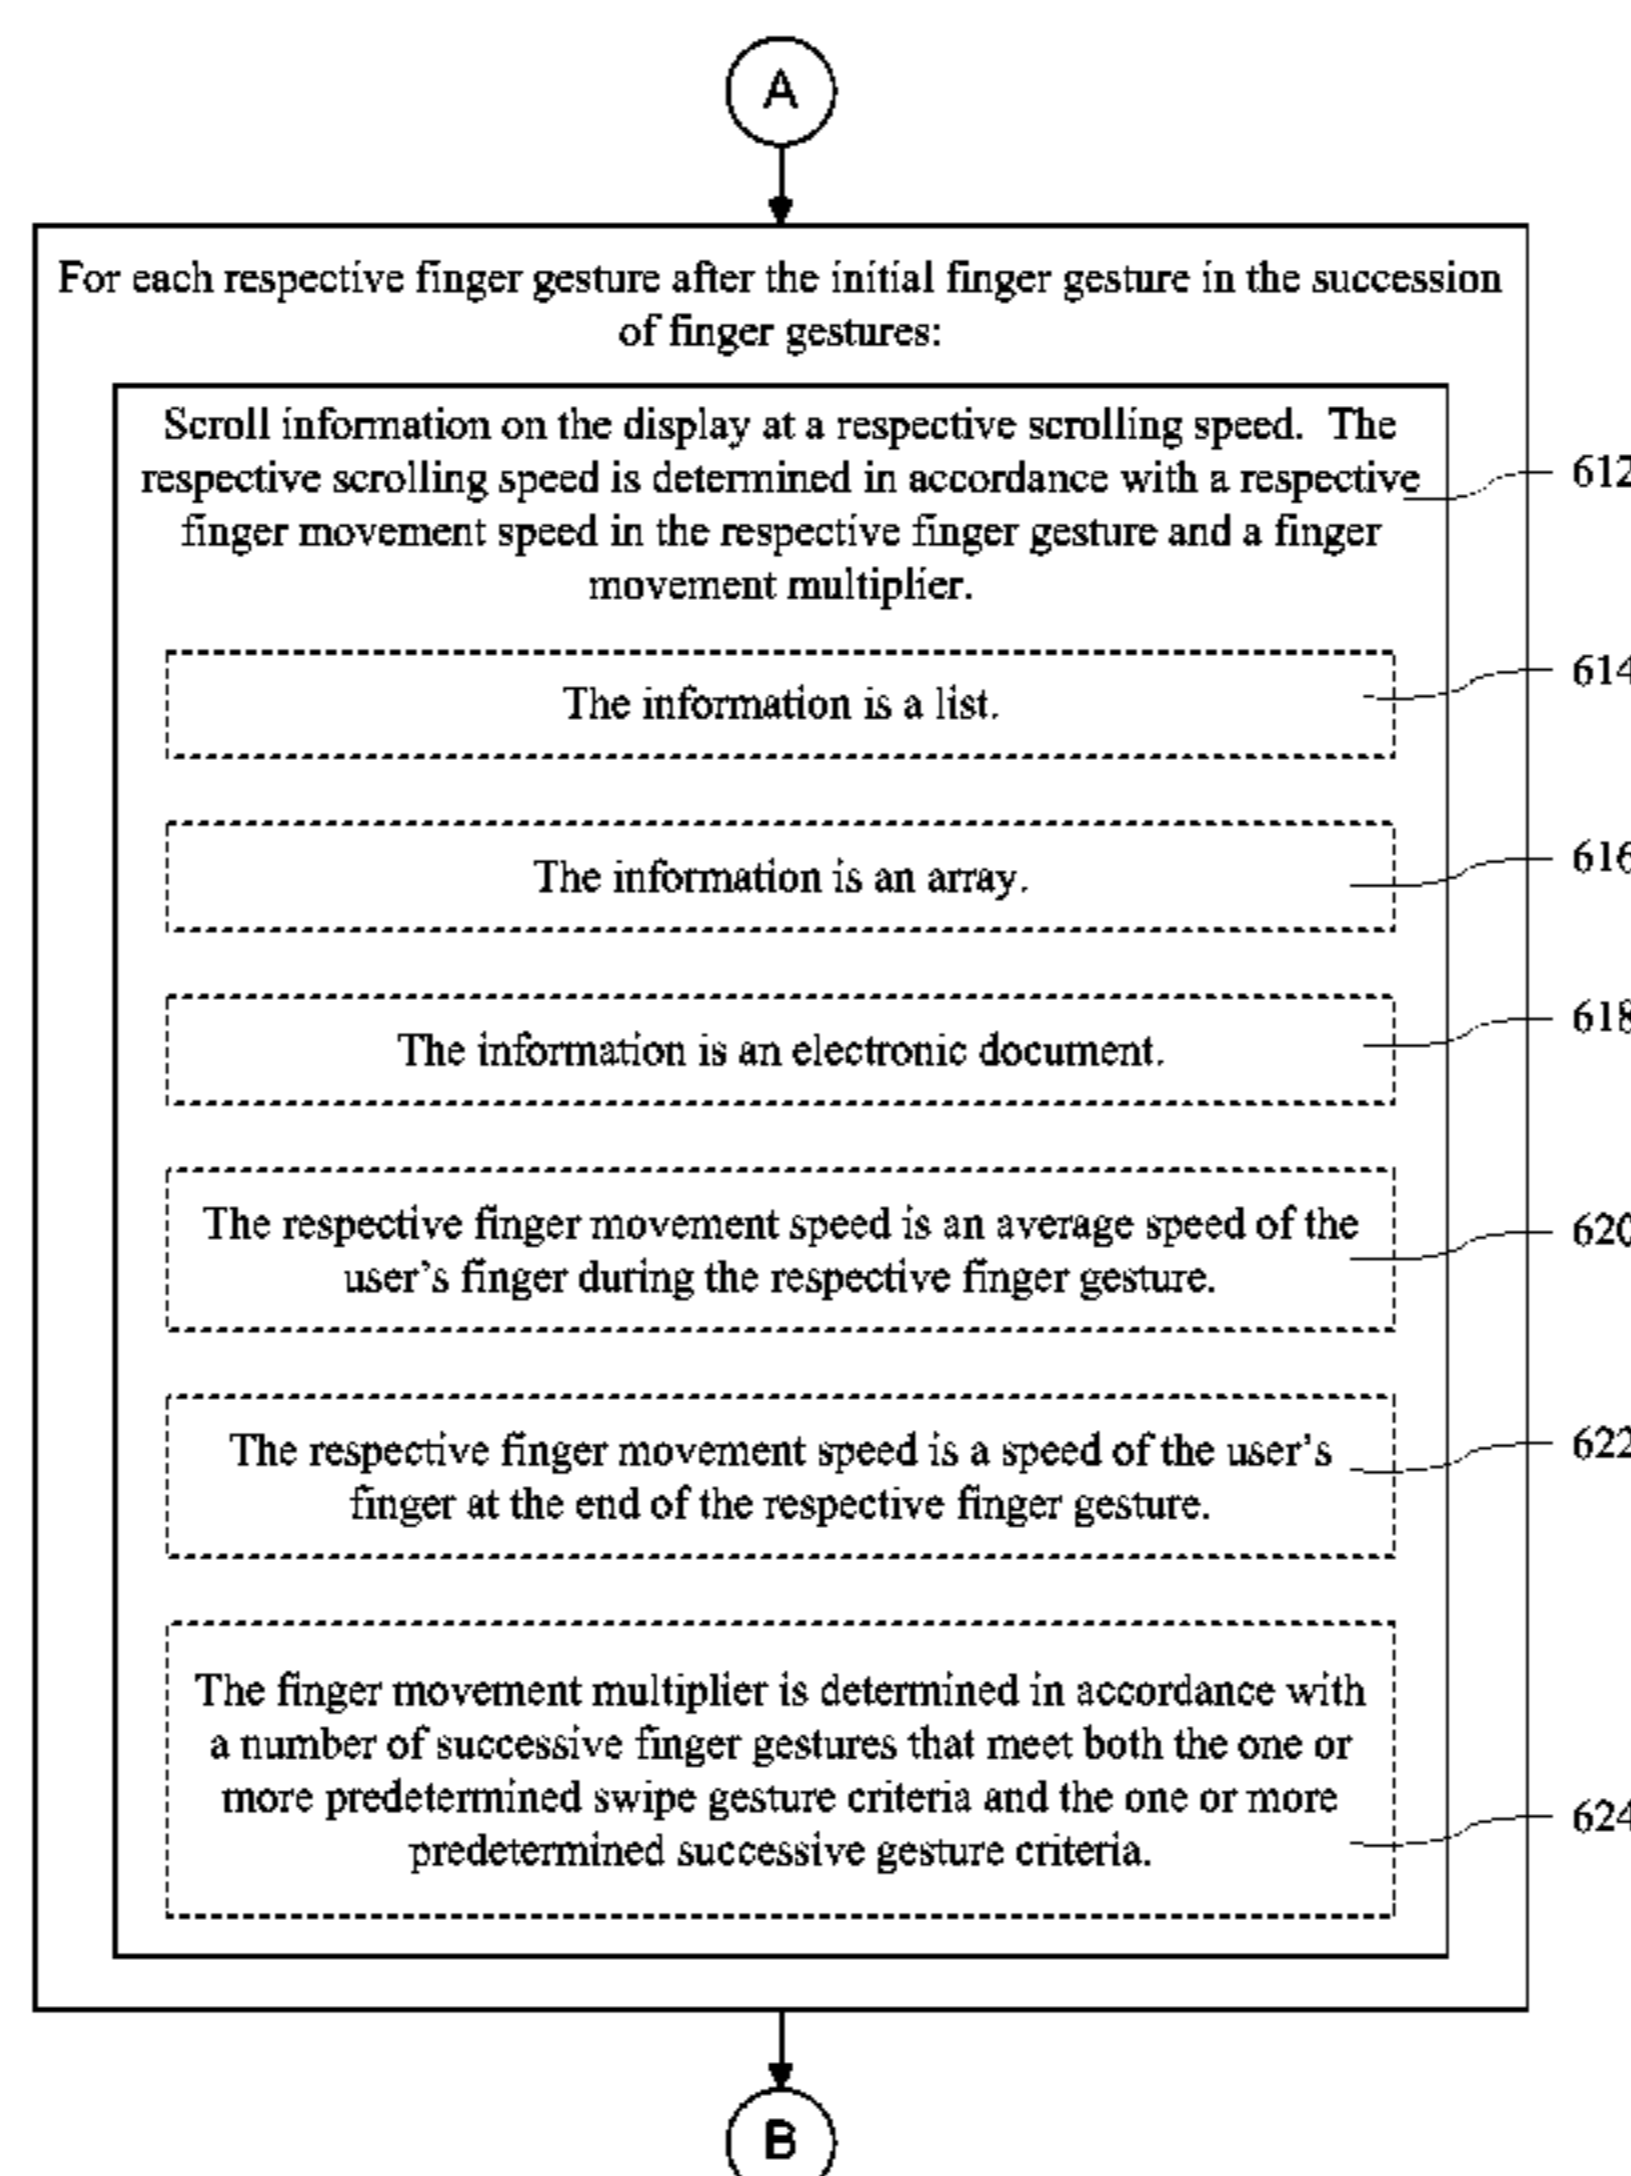 A
For each respective finger gesture after the initial finger gesture in the succession
of finger gestures:
Scroll information on the display at a respective scrolling speed.  The
respective scrolling speed is determined in accordance with a respective
finger movement speed in the respective finger gesture and a finger
movement multiplier.
612
The information is a list.
614
The information is an array.
616
The information is an electronic document.
618
The respective finger movement speed is an average speed of the
user's finger during the respective finger gesture.
620
The respective finger movement speed is a speed of the user's
finger at the end of the respective finger gesture.
622
The finger movement multiplier is determined in accordance with
a number of successive finger gestures that meet both the one or
more predetermined swipe gesture criteria and the one or more
predetermined successive gesture criteria.
624
B